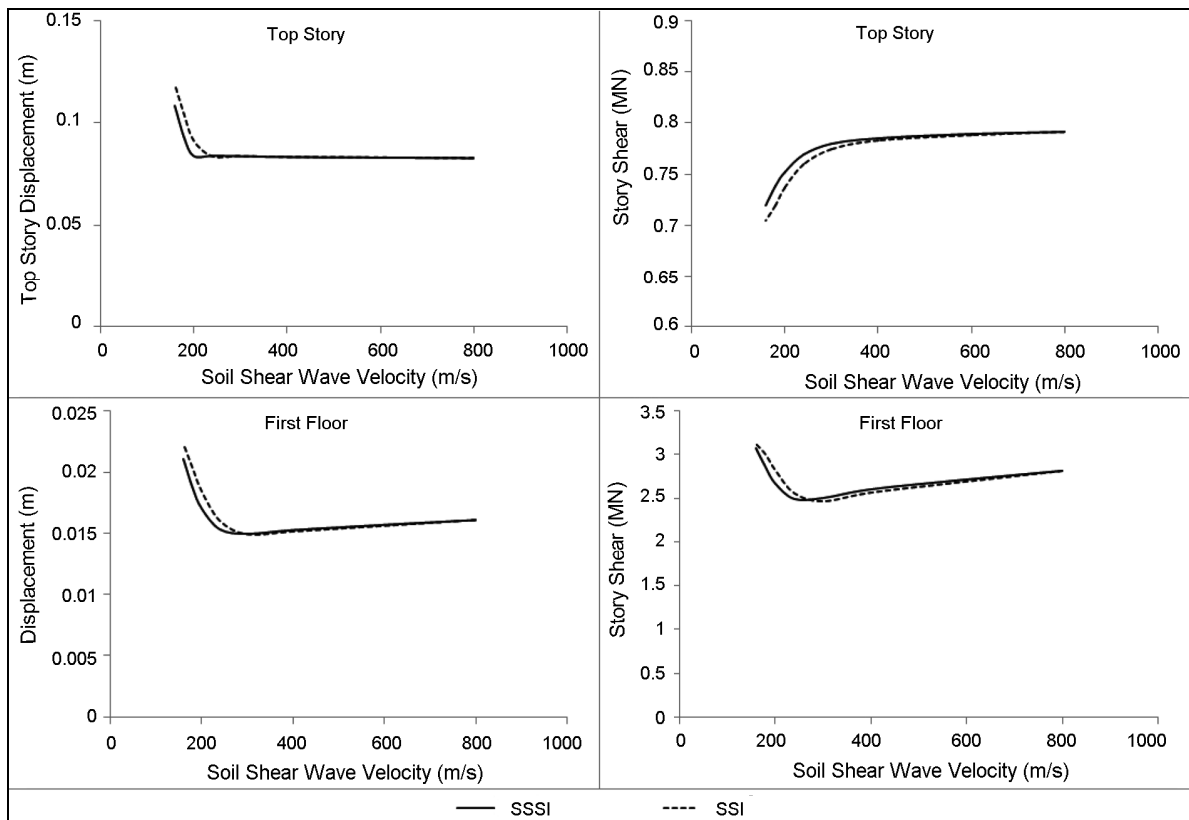 Top Story
Top Story Displacement (m)
0.15
0.1
0.05
0
0 200 400 600 800 1000
Soil Shear Wave Velocity (m/s)
Top Story
Story Shear (MN)
0.9
0.85
0.8
0.75
0.7
0.65
0.6
0 200 400 600 800 1000
Soil Shear Wave Velocity (m/s)
First Floor
Displacement (m)
0.025
0.02
0.015
0.01
0.005
0
0 200 400 600 800 1000
Soil Shear Wave Velocity (m/s)
First Floor
Story Shear (MN)
3.5
3
2.5
2
1.5
1
0.5
0
0 200 400 600 800 1000
Soil Shear Wave Velocity (m/s)
SSSI SSI